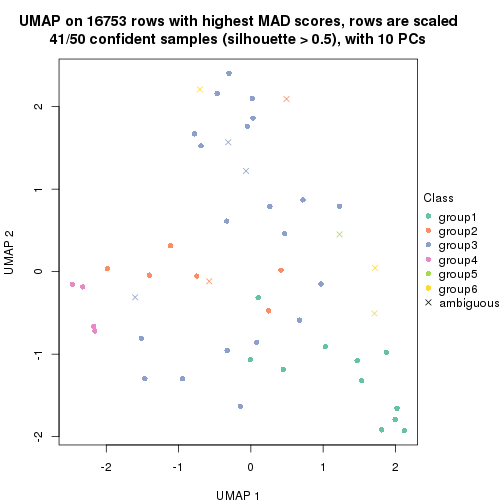 UMAP on 16753 rows with highest MAD scores, rows are scaled
41/50 confident samples (silhouette > 0.5), with 10 PCs
2
1
0
-1
-2
UMAP 2
-2
-1
0
1
2
UMAP 1
Class
group1
group2
group3
group4
group5
group6
ambiguous